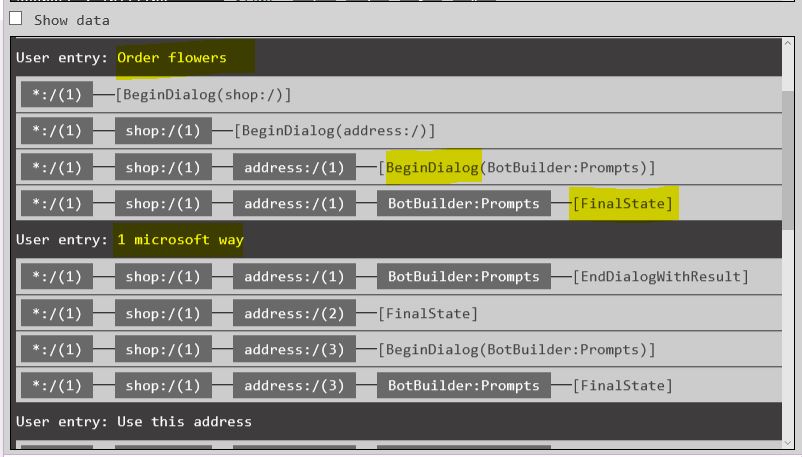 Show data
User entry: Order flowers
*:/(1) [BeginDialog(shop:/)]
*:/(1) shop:/(1) [BeginDialog(address:/)]
*:/(1) shop:/(1) address:/(1) [BeginDialog(BotBuilder:Prompts)]
*:/(1) shop:/(1) address:/(1) BotBuilder:Prompts [FinalState]
User entry: 1 microsoft way
*:/(1) shop:/(1) address:/(1) BotBuilder:Prompts [EndDialogWithResult]
*:/(1) shop:/(1) address:/(2) [FinalState]
*:/(1) shop:/(1) address:/(3) [BeginDialog(BotBuilder:Prompts)]
*:/(1) shop:/(1) address:/(3) BotBuilder:Prompts [FinalState]
User entry: Use this address